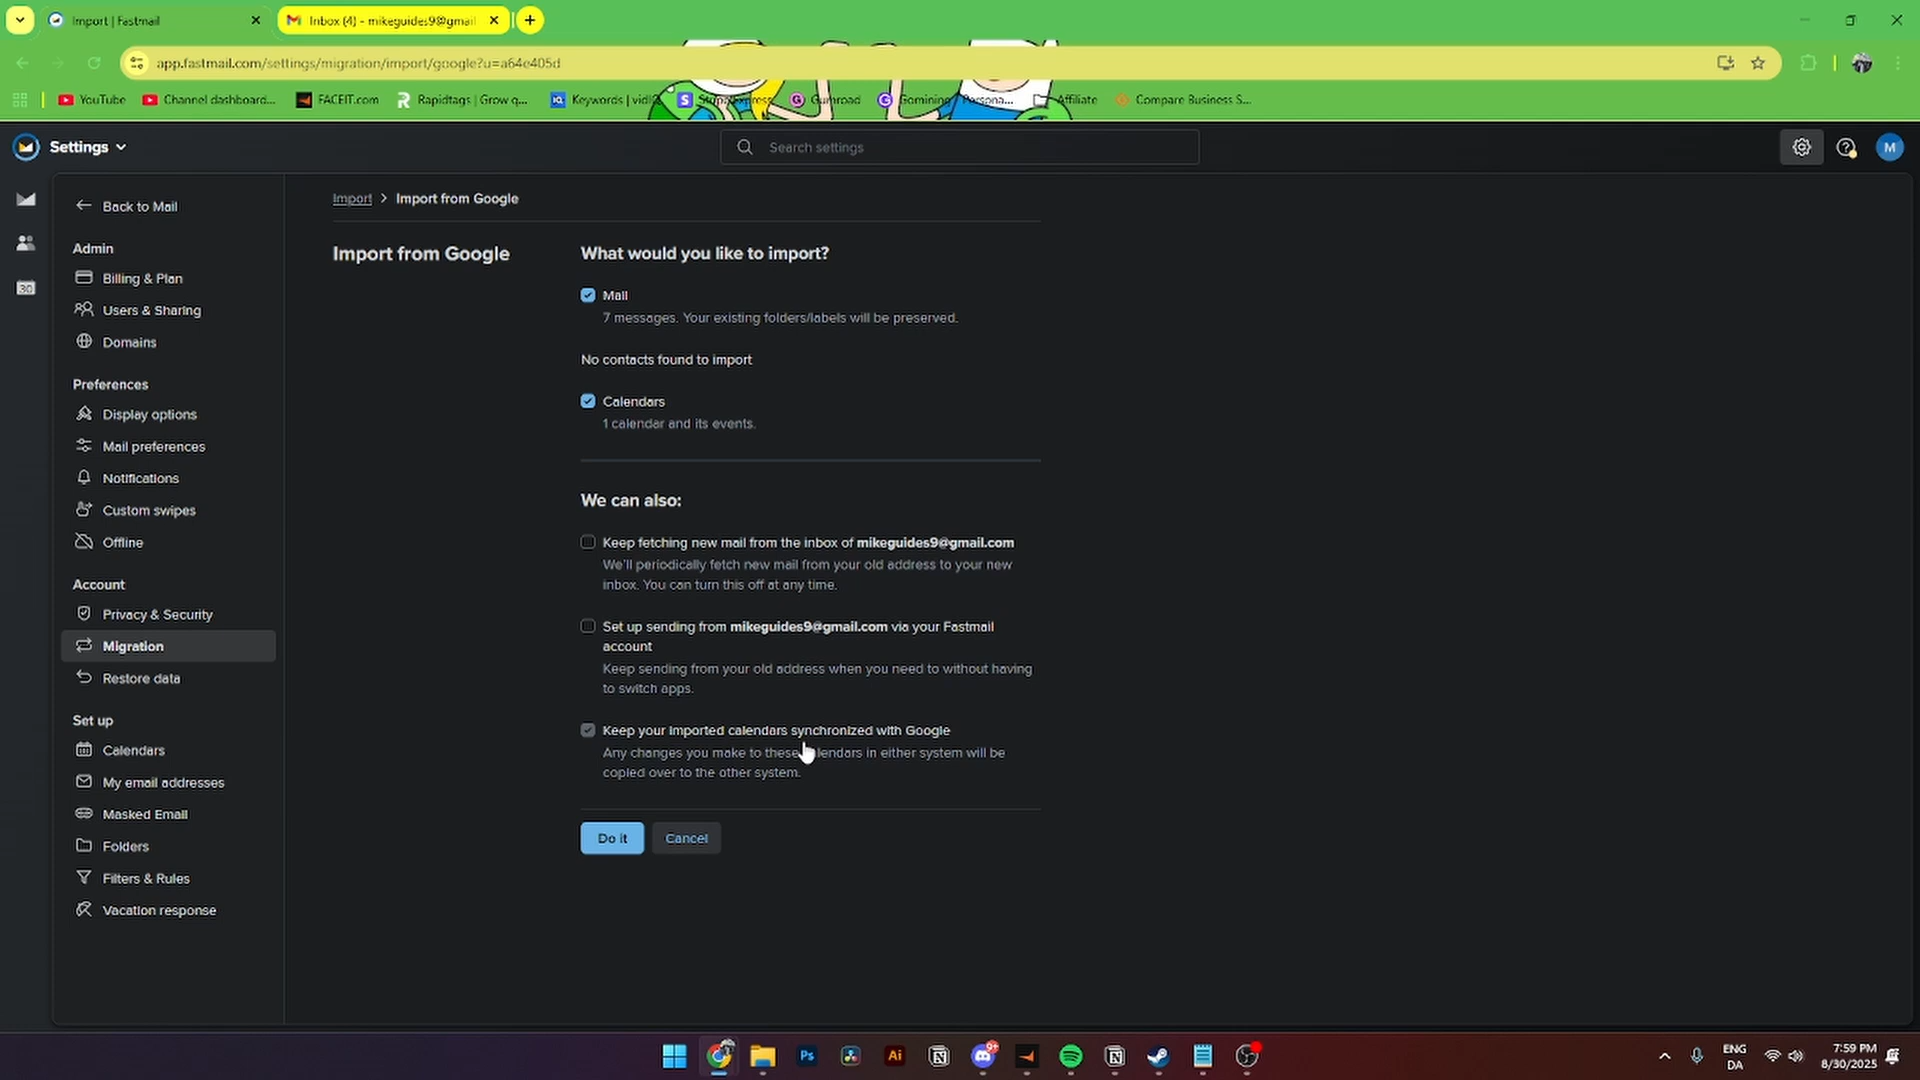 Import | Fastmail
Inbox (4) - mikeguides9@gmail
app.fastmail.com/settings/migration/import/google?u=a64e405d
YouTube
Channel dashboard...
FACEIT.com
Rapidtags | Grow q...
Keywords | vidIQ
StripeExpress
Gumroad
Gomining | Persona...
Affiliate
Compare Business S...
Settings
Search settings
M
30
Back to Mail
Admin
Billing & Plan
Users & Sharing
Domains
Preferences
Display options
Mail preferences
Notifications
Custom swipes
Offline
Account
Privacy & Security
Migration
Restore data
Set up
Calendars
My email addresses
Masked Email
Folders
Filters & Rules
Vacation response
Import > Import from Google
Import from Google
What would you like to import?
Mail
7 messages. Your existing folders/labels will be preserved.
No contacts found to import
Calendars
1 calendar and its events.
We can also:
Keep fetching new mail from the inbox of mikeguides9@gmail.com
We'll periodically fetch new mail from your old address to your new
inbox. You can turn this off at any time.
Set up sending from mikeguides9@gmail.com via your Fastmail
account
Keep sending from your old address when you need to without having
to switch apps.
Keep your imported calendars synchronized with Google
Any changes you make to these calendars in either system will be
copied over to the other system.
Do it
Cancel
Ps
Ai
9+
ENG
DA
7:59 PM
8/30/2025